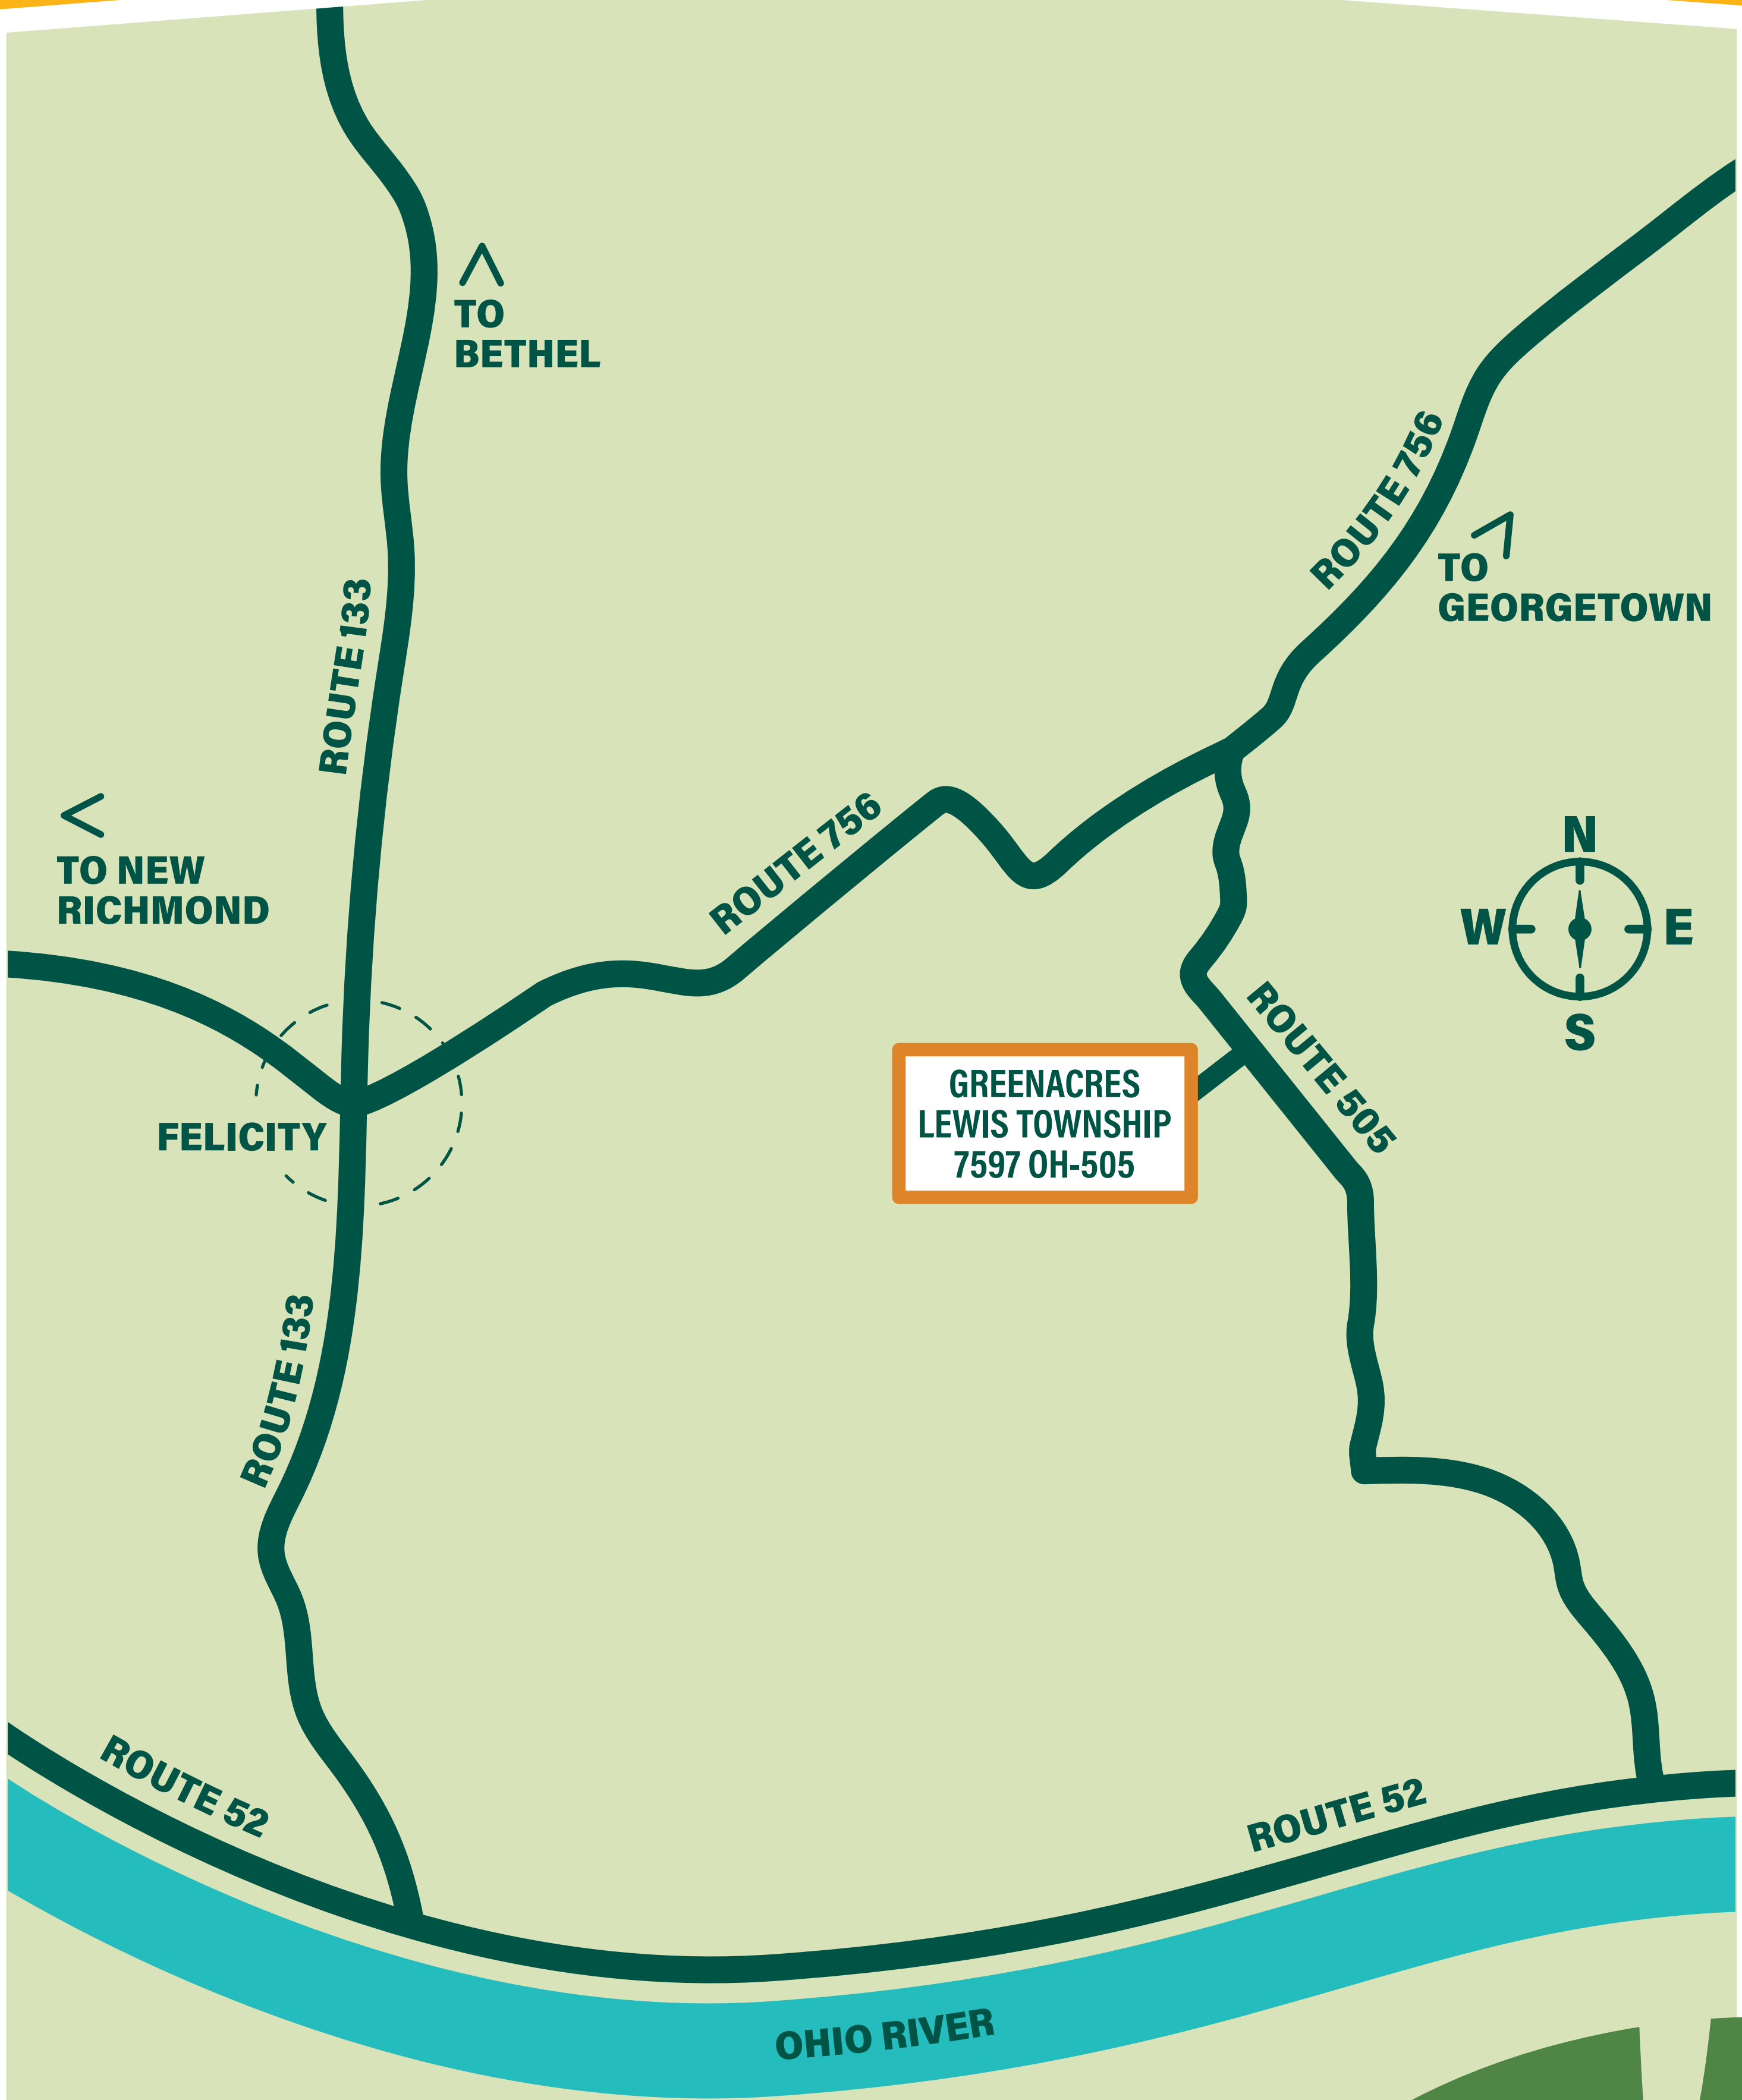 TO
BETHEL
ROUTE 756
TO
GEORGETOWN
ROUTE 133
ROUTE 756
TO NEW
RICHMOND
N
W
E
S
ROUTE 505
GREENACRES
LEWIS TOWNSHIP
7597 OH-505
FELICITY
ROUTE 133
ROUTE 52
ROUTE 52
OHIO RIVER